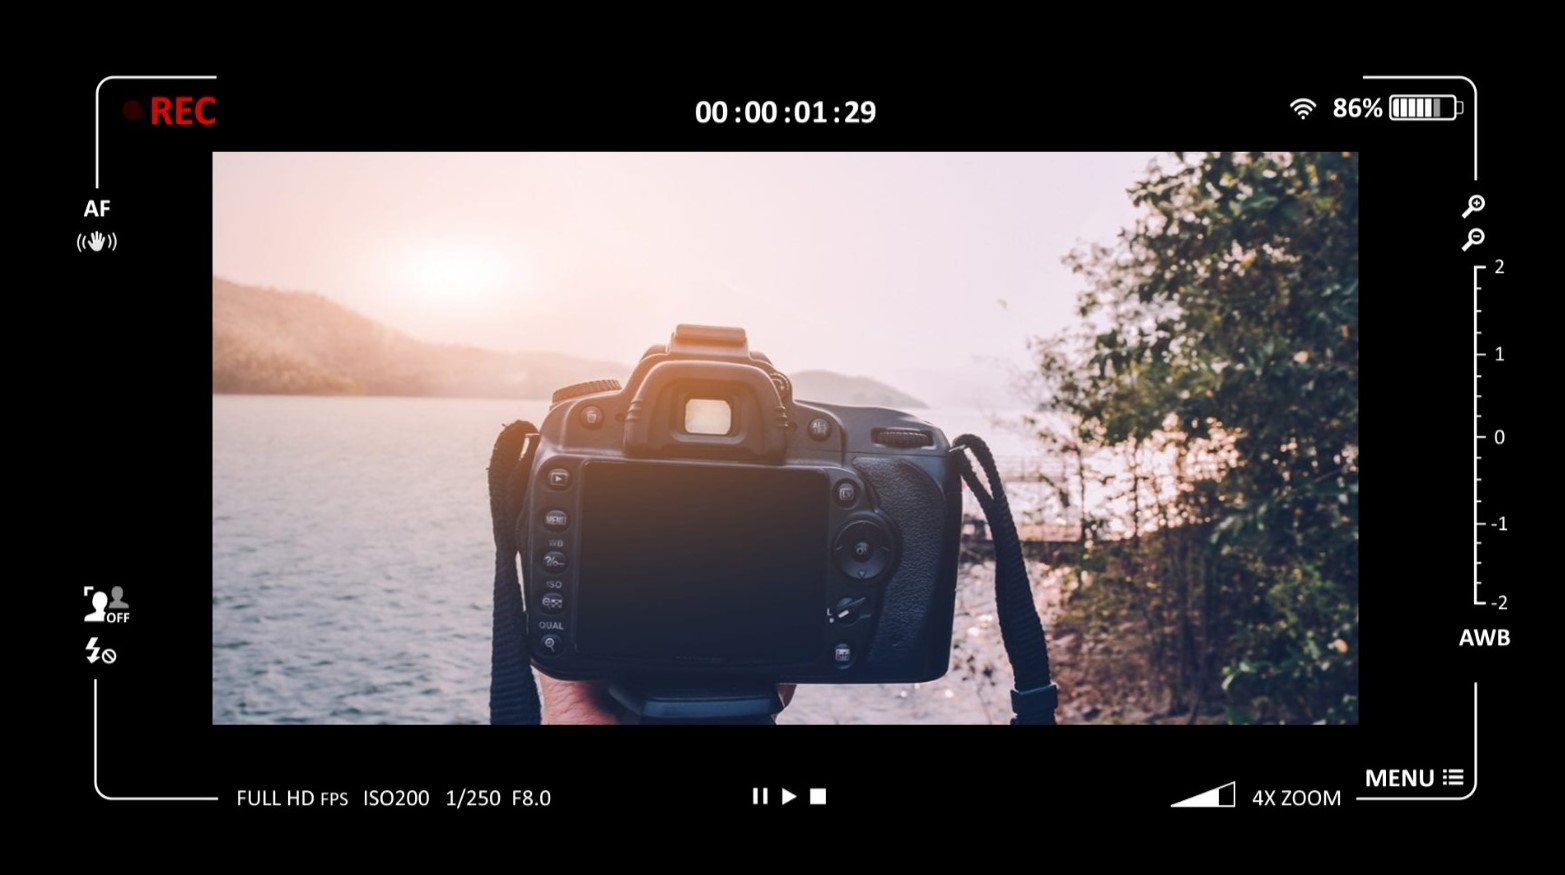 REC
00:00:01:29
86%
AF
2
1
0
-1
-2
MENU
WB
ISO
QUAL
L
OFF
AWB
MENU
FULL HD FPS ISO200 1/250 F8.0
4X ZOOM